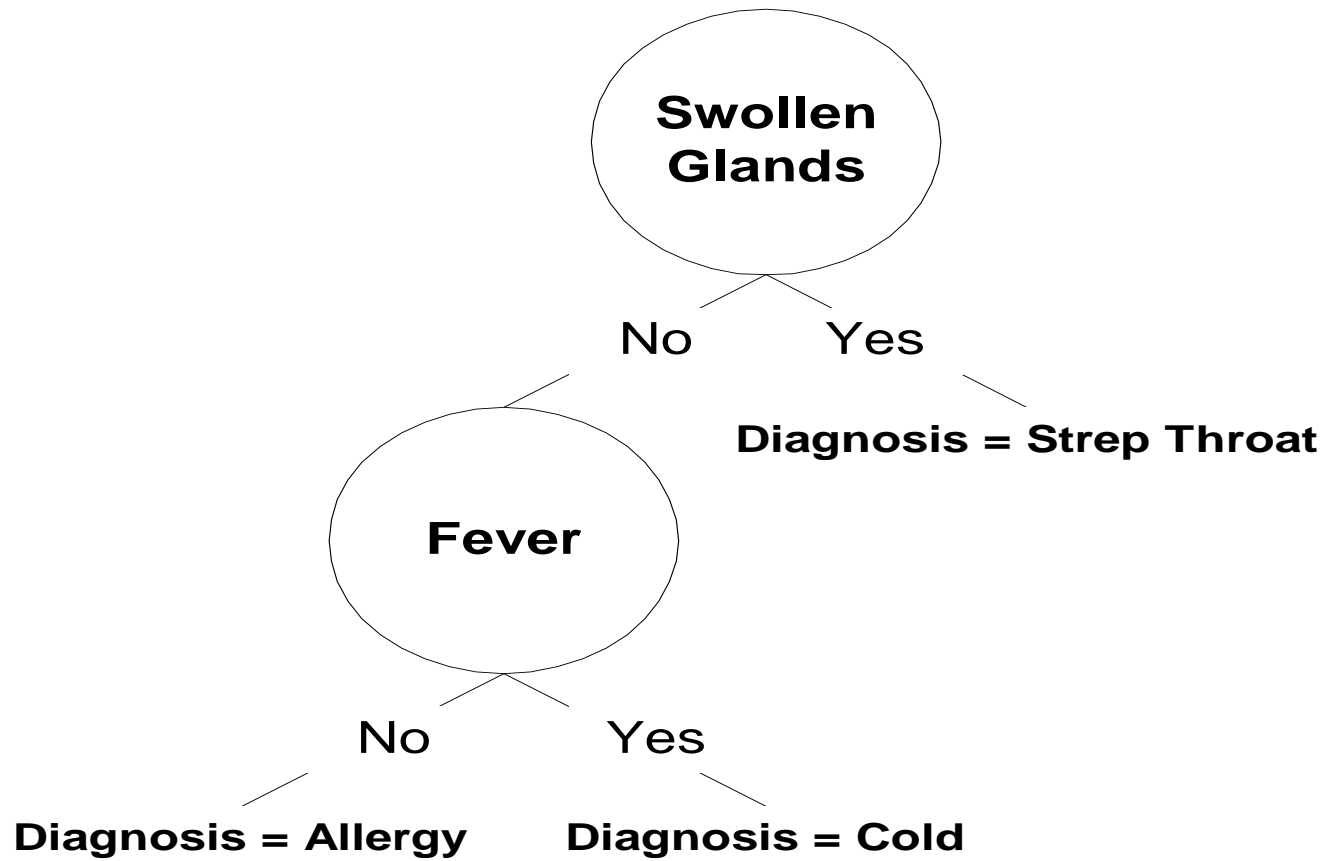 Swollen
Glands
No
Yes
Diagnosis = Strep Throat
Fever
No
Yes
Diagnosis = Allergy
Diagnosis = Cold